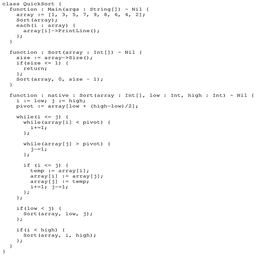 class QuickSort {
  function : Main(args : String[]) ~ Nil {
    array := [1, 3, 5, 7, 9, 8, 6, 4, 2];
    Sort(array);
    each(i : array) {
      array[i]->PrintLine();
    };
  }

  function : Sort(array : Int[]) ~ Nil {
    size := array->Size();
    if(size <= 1) {
      return;
    };
    Sort(array, 0, size - 1);
  }

  function : native : Sort(array : Int[], low : Int, high : Int) ~ Nil {
    i := low; j := high;
    pivot := array[low + (high-low)/2];

    while(i <= j) {
      while(array[i] < pivot) {
        i+=1;
      };

      while(array[j] > pivot) {
        j-=1;
      };

      if (i <= j) {
        temp := array[i];
        array[i] := array[j];
        array[j] := temp;
        i+=1; j-=1;
      };
    };

    if(low < j) {
      Sort(array, low, j);
    };

    if(i < high) {
      Sort(array, i, high);
    };
  }
}